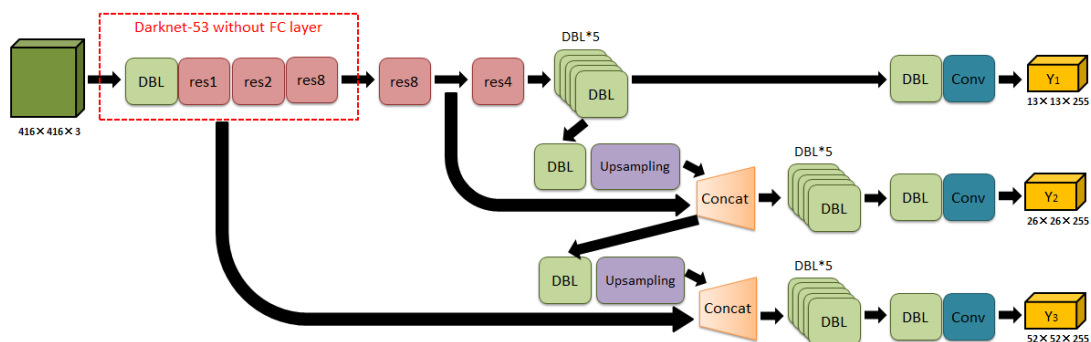 Darknet-53 without FC layer
DBL*5
DBL
res1
res2
res8
res8
res4
DBL
DBL
Conv
Y1
416×416×3
13×13×255
DBL
Upsampling
DBL*5
Concat
DBL
DBL
Conv
Y2
26×26×255
DBL
Upsampling
DBL*5
Concat
DBL
DBL
Conv
Y3
52×52×255